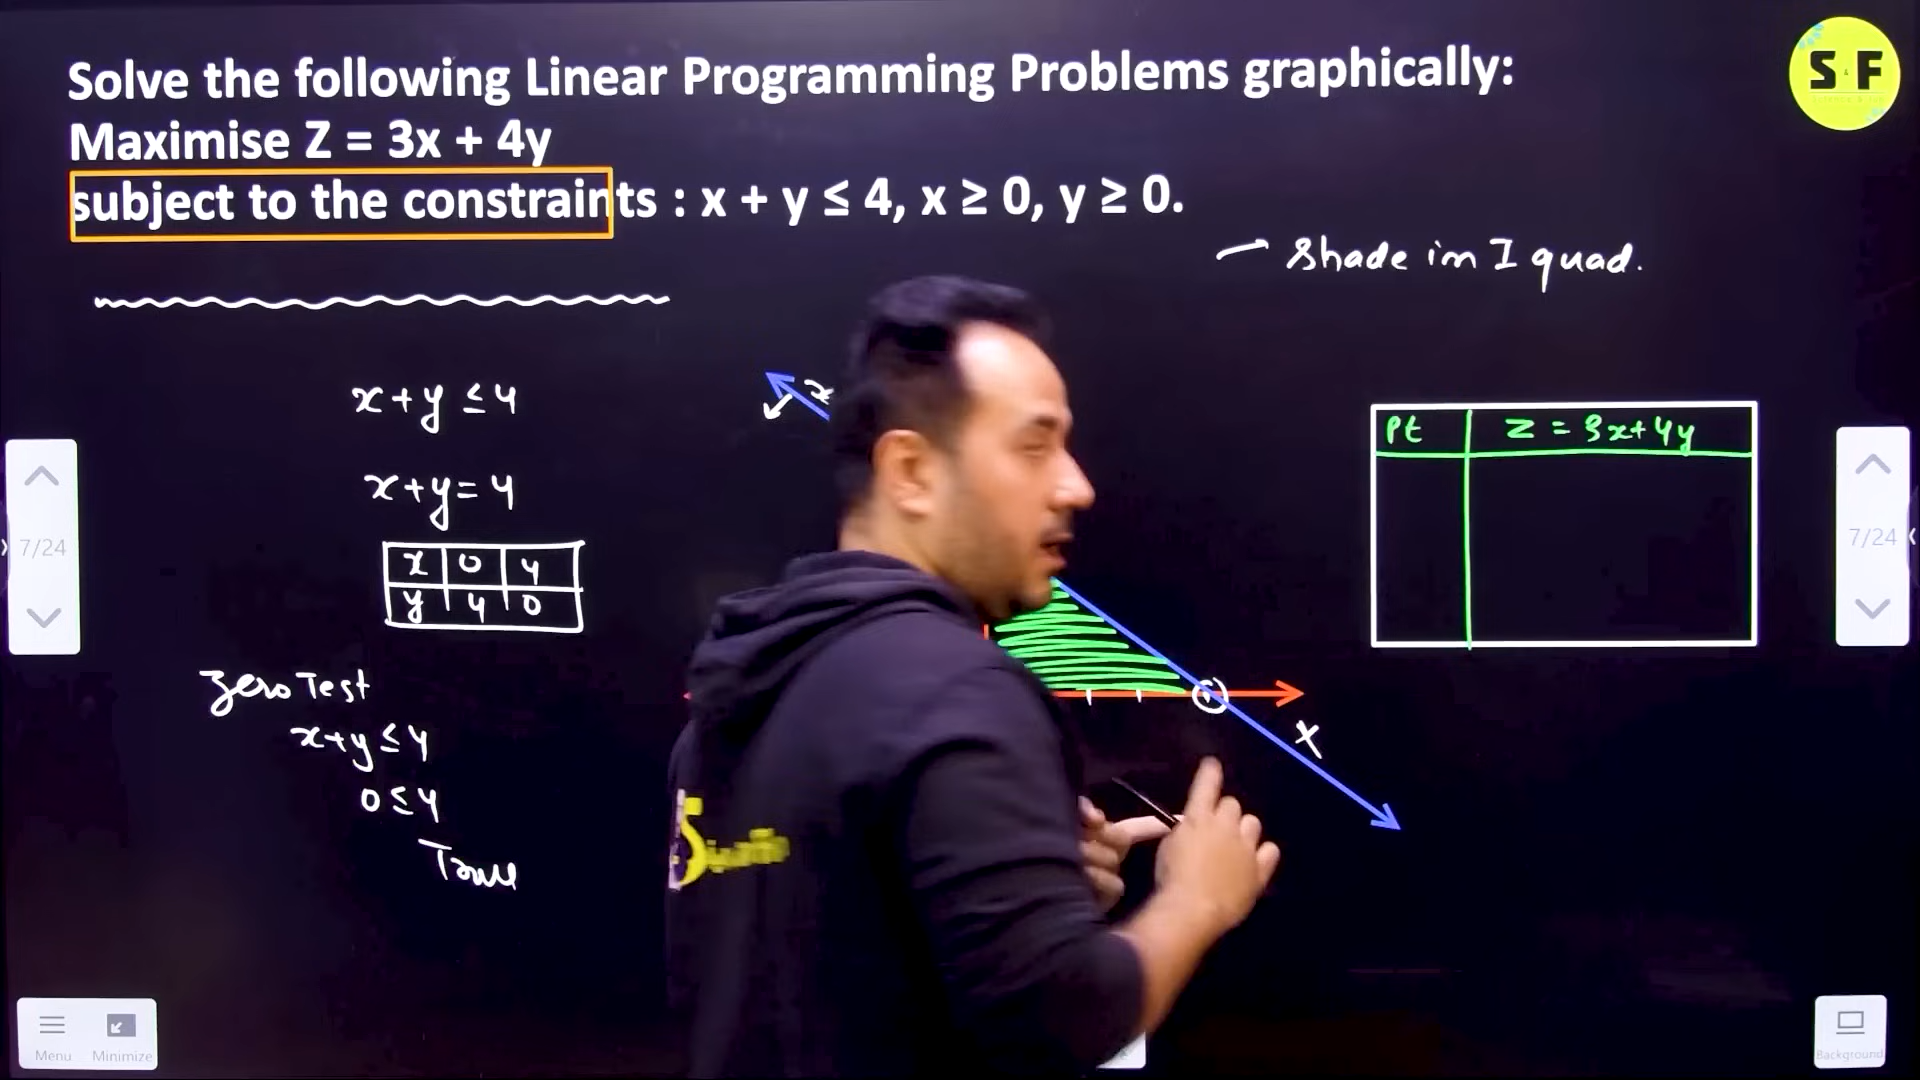 Solve the following Linear Programming Problems graphically:
Maximise Z = 3x + 4y
subject to the constraints : x + y ≤ 4, x ≥ 0, y ≥ 0.
S F
— Shade in I quad.
x+y ≤4
x+y=4
x 0 4
y 4 0
Zero Test
x+y≤4
0≤4
True
x
Pt Z = 3x+4y
X
7/24
7/24
Menu Minimize
Background